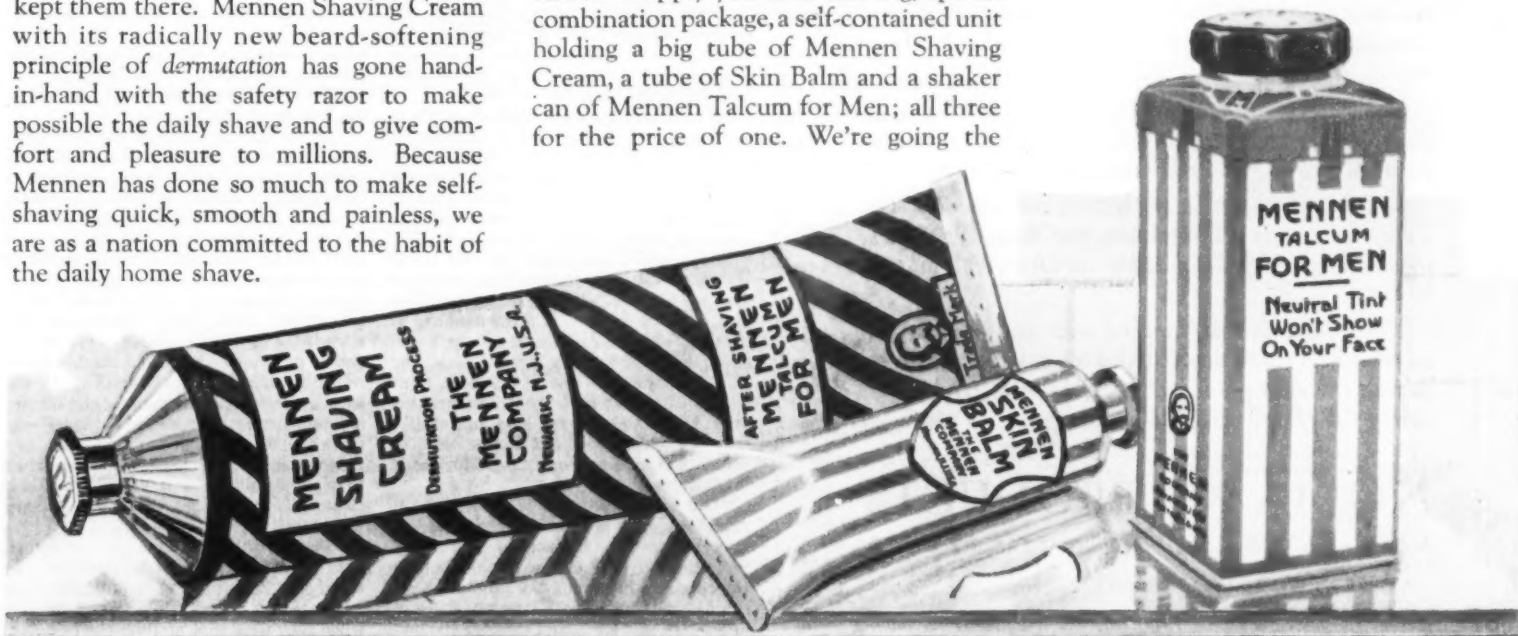 kept them there. Mennen Shaving Cream
with its radically new beard-softening
principle of dermutation has gone hand-
in-hand with the safety razor to make
possible the daily shave and to give com-
fort and pleasure to millions. Because
Mennen has done so much to make self-
shaving quick, smooth and painless, we
are as a nation committed to the habit of
the daily home shave.
combination package, a self-contained unit
holding a big tube of Mennen Shaving
Cream, a tube of Skin Balm and a shaker
can of Mennen Talcum for Men; all three
for the price of one. We're going the
MENNEN
SHAVING
CREAM
DERMUTATION PROCESS
THE
MENNEN
COMPANY
NEWARK, N.J., U.S.A.
AFTER SHAVING
MENNEN
TALCUM
FOR MEN
Trade Mark
MENNEN
SKIN
BALM
THE
MENNEN
COMPANY
MENNEN
TALCUM
FOR MEN
Neutral Tint
Won't Show
On Your Face